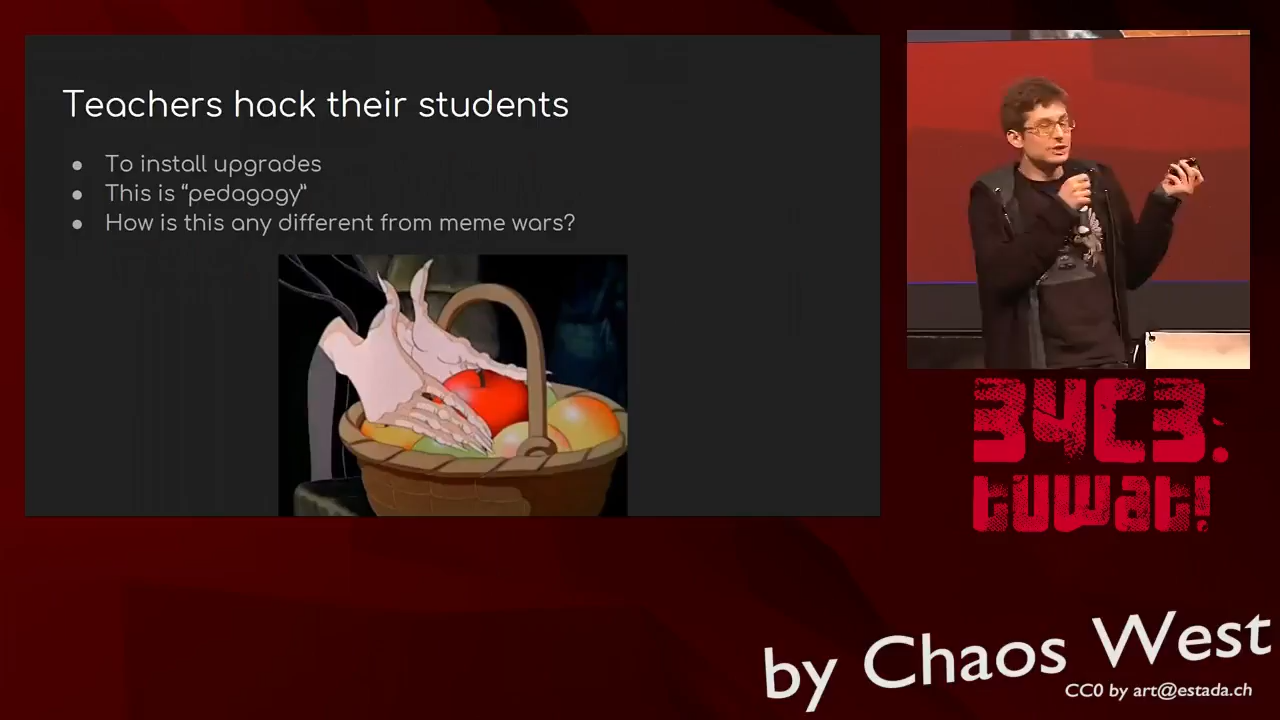 Teachers hack their students
● To install upgrades
● This is “pedagogy”
● How is this any different from meme wars?
34C3:
tuwat!
by Chaos West
CC0 by art@estada.ch